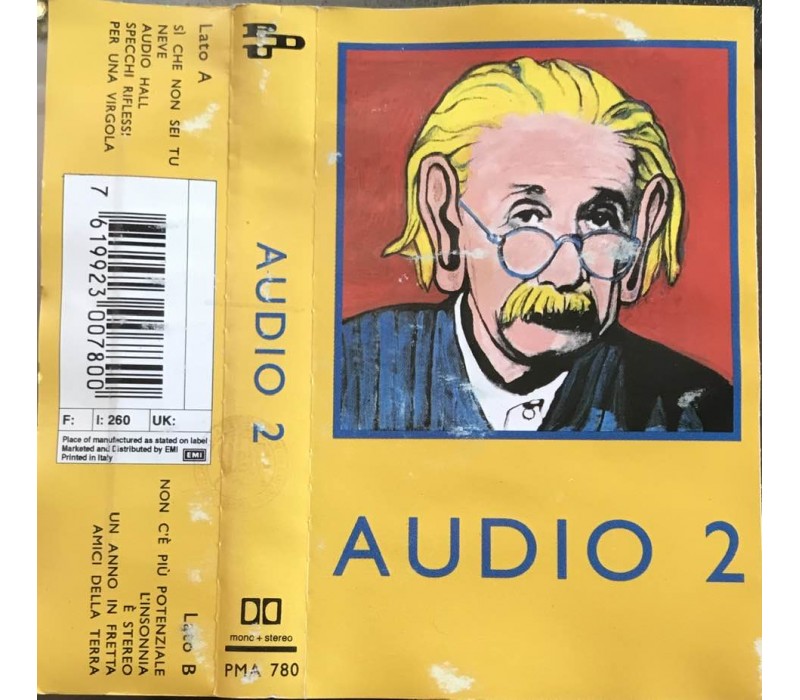 Lato A
SÌ CHE NON SEI TU
NEVE
AUDIO HALL
SPECCHI RIFLESSI
PER UNA VIRGOLA
7 619923 007800
F: I: 260 UK:
Place of manufactured as stated on label
Marketed and Distributed by EMI
Printed in Italy
EMI
Lato B
NON C'È PIÙ POTENZIALE
L'INSONNIA
È STEREO
UN ANNO IN FRETTA
AMICI DELLA TERRA
AUDIO 2
mono + stereo
PMA 780
AUDIO 2